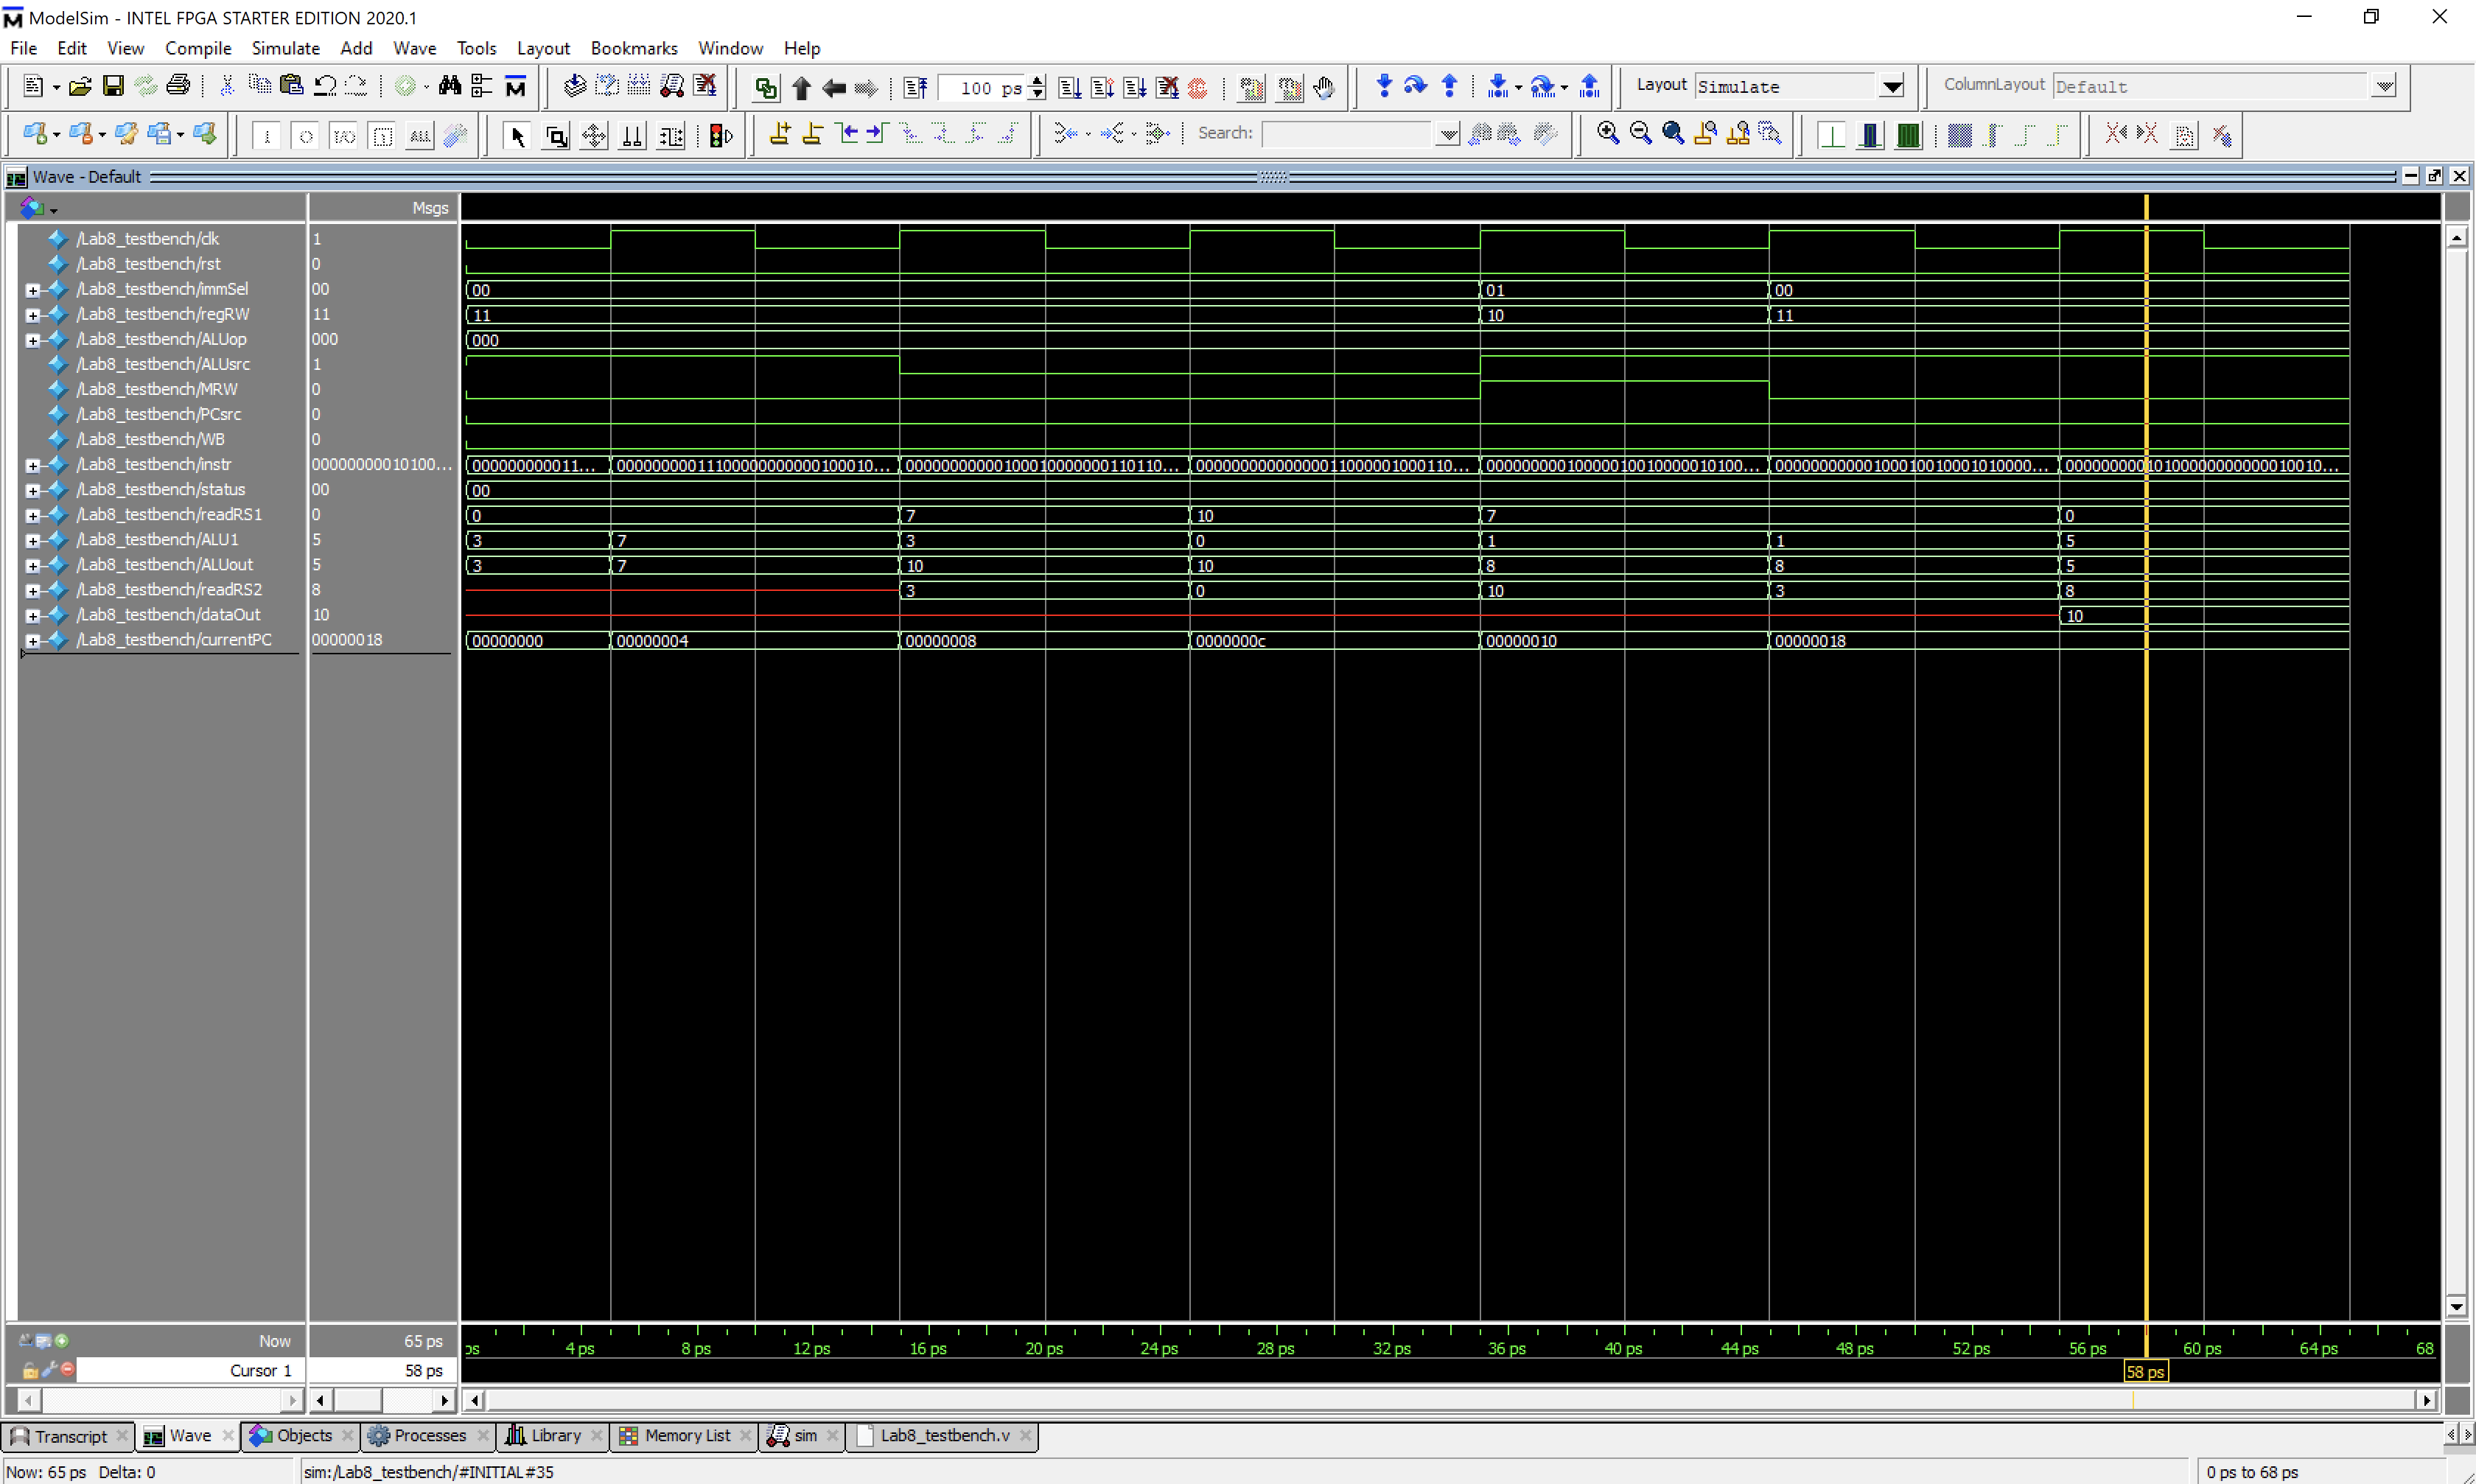 ModelSim - INTEL FPGA STARTER EDITION 2020.1
File Edit View Compile Simulate Add Wave Tools Layout Bookmarks Window Help
100 ps Layout Simulate ColumnLayout Default
Search:
Wave - Default
Msgs
/Lab8_testbench/clk 1
/Lab8_testbench/rst 0
/Lab8_testbench/immSel 00 00 01 00
/Lab8_testbench/regRW 11 11 10 11
/Lab8_testbench/ALUop 000 000
/Lab8_testbench/ALUsrc 1
/Lab8_testbench/MRW 0
/Lab8_testbench/PCsrc 0
/Lab8_testbench/WB 0
/Lab8_testbench/instr 00000000010100... 000000000011... 0000000001110000000000100010... 0000000000100010000000110110... 0000000000000011000001000110... 0000000010000010010000010100... 0000000000100010010001010000... 0000000001010000000000010010...
/Lab8_testbench/status 00 00
/Lab8_testbench/readRS1 0 0 7 10 7 0
/Lab8_testbench/ALU1 5 3 7 3 0 1 1 5
/Lab8_testbench/ALUout 5 3 7 10 10 8 8 5
/Lab8_testbench/readRS2 8 3 0 10 3 8
/Lab8_testbench/dataOut 10 10
/Lab8_testbench/currentPC 00000018 00000000 00000004 00000008 0000000c 00000010 00000018
Now 65 ps ps 4 ps 8 ps 12 ps 16 ps 20 ps 24 ps 28 ps 32 ps 36 ps 40 ps 44 ps 48 ps 52 ps 56 ps 60 ps 64 ps 68
Cursor 1 58 ps 58 ps
Transcript Wave Objects Processes Library Memory List sim Lab8_testbench.v
Now: 65 ps Delta: 0 sim:/Lab8_testbench/#INITIAL#35 0 ps to 68 ps